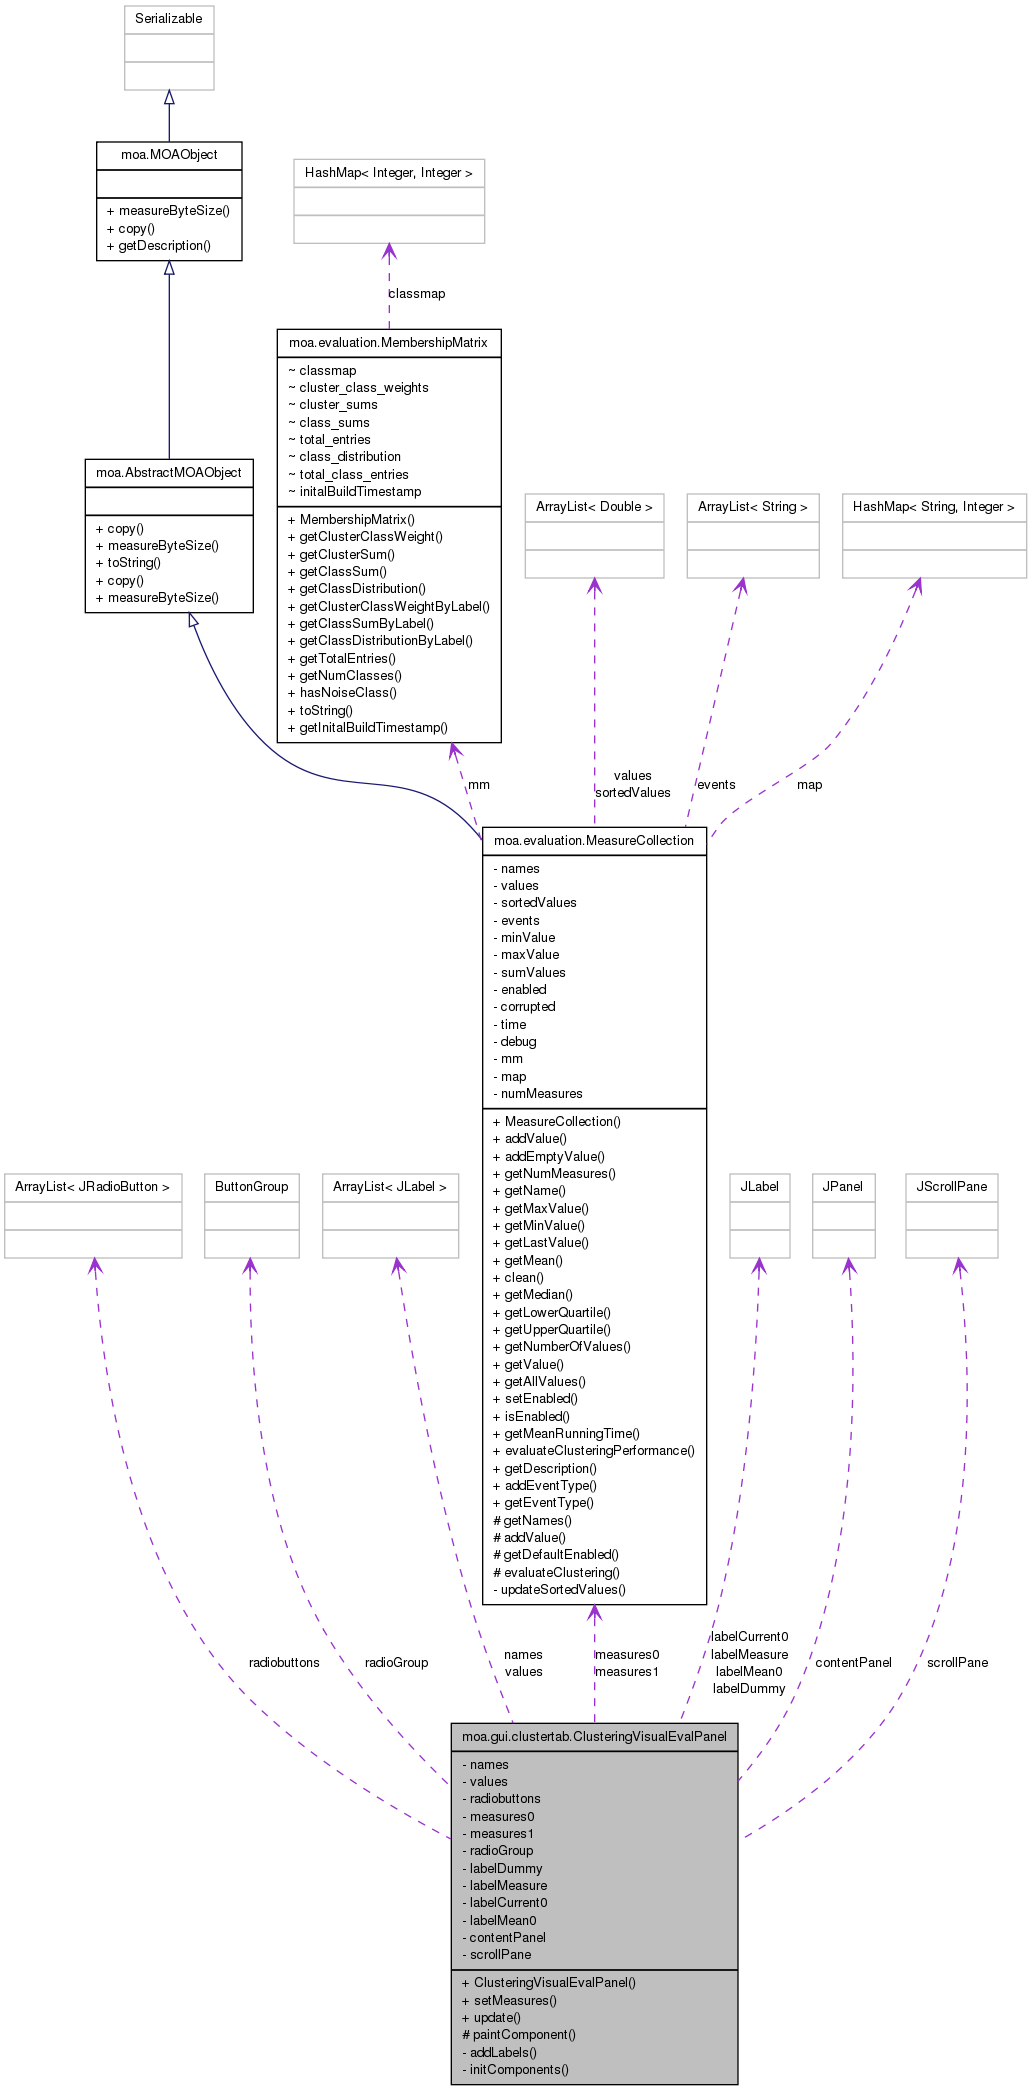 Serializable
moa.MOAObject
+ measureByteSize()
+ copy()
+ getDescription()
HashMap< Integer, Integer >
classmap
moa.evaluation.MembershipMatrix
~ classmap
~ cluster_class_weights
~ cluster_sums
~ class_sums
~ total_entries
~ class_distribution
~ total_class_entries
~ initalBuildTimestamp
+ MembershipMatrix()
+ getClusterClassWeight()
+ getClusterSum()
+ getClassSum()
+ getClassDistribution()
+ getClusterClassWeightByLabel()
+ getClassSumByLabel()
+ getClassDistributionByLabel()
+ getTotalEntries()
+ getNumClasses()
+ hasNoiseClass()
+ toString()
+ getInitalBuildTimestamp()
moa.AbstractMOAObject
+ copy()
+ measureByteSize()
+ toString()
+ copy()
+ measureByteSize()
ArrayList< Double >
ArrayList< String >
HashMap< String, Integer >
mm
values
sortedValues
events
map
moa.evaluation.MeasureCollection
- names
- values
- sortedValues
- events
- minValue
- maxValue
- sumValues
- enabled
- corrupted
- time
- debug
- mm
- map
- numMeasures
+ MeasureCollection()
+ addValue()
+ addEmptyValue()
+ getNumMeasures()
+ getName()
+ getMaxValue()
+ getMinValue()
+ getLastValue()
+ getMean()
+ clean()
+ getMedian()
+ getLowerQuartile()
+ getUpperQuartile()
+ getNumberOfValues()
+ getValue()
+ getAllValues()
+ setEnabled()
+ isEnabled()
+ getMeanRunningTime()
+ evaluateClusteringPerformance()
+ getDescription()
+ addEventType()
+ getEventType()
# getNames()
# addValue()
# getDefaultEnabled()
# evaluateClustering()
- updateSortedValues()
ArrayList< JRadioButton >
ButtonGroup
ArrayList< JLabel >
JLabel
JPanel
JScrollPane
radiobuttons
radioGroup
names
values
measures0
measures1
labelCurrent0
labelMeasure
labelMean0
labelDummy
contentPanel
scrollPane
moa.gui.clustertab.ClusteringVisualEvalPanel
- names
- values
- radiobuttons
- measures0
- measures1
- radioGroup
- labelDummy
- labelMeasure
- labelCurrent0
- labelMean0
- contentPanel
- scrollPane
+ ClusteringVisualEvalPanel()
+ setMeasures()
+ update()
# paintComponent()
- addLabels()
- initComponents()